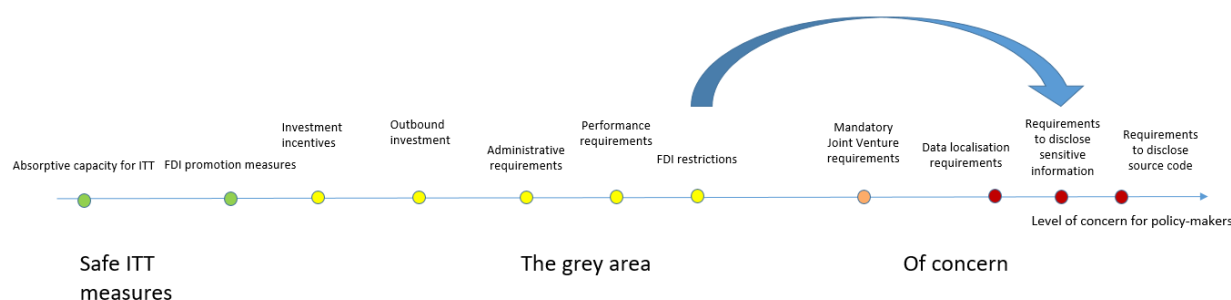 Absorptive capacity for ITT
FDI promotion measures
Investment
incentives
Outbound
investment
Administrative
requirements
Performance
requirements
FDI restrictions
Mandatory
Joint Venture
requirements
Data localisation
requirements
Requirements
to disclose
sensitive
information
Requirements
to disclose
source code
Level of concern for policy-makers
Safe ITT
measures
The grey area
Of concern